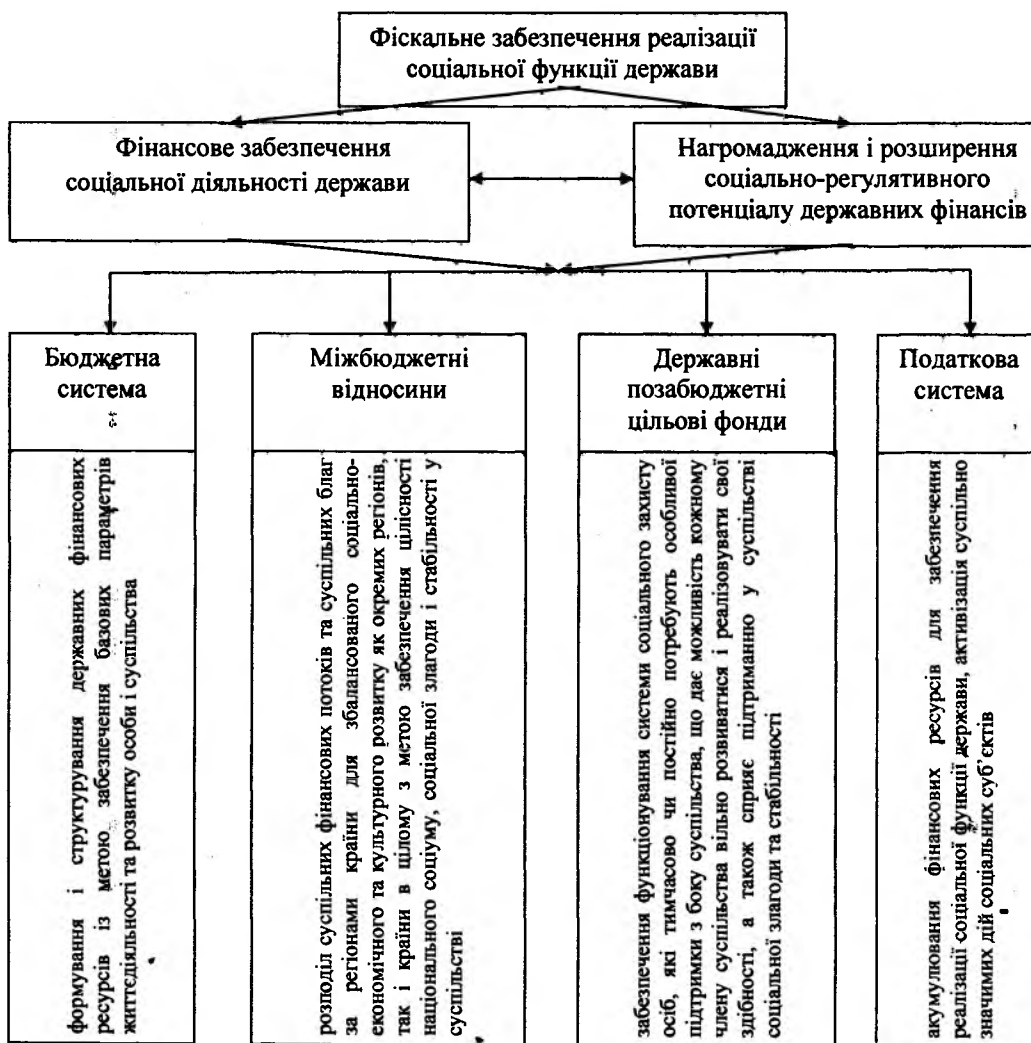 Фіскальне забезпечення реалізації
соціальної функції держави
Фінансове забезпечення
соціальної діяльності держави
Нагромадження і розширення
соціально-регулятивного
потенціалу державних фінансів
Бюджетна
система
Міжбюджетні
відносини
Державні
позабюджетні
цільові фонди
Податкова
система
формування і структурування державних фінансових
ресурсів із метою забезпечення базових параметрів
життєдіяльності та розвитку особи і суспільства
розподіл суспільних фінансових потоків та суспільних благ
за регіонами країни для збалансованого соціально-
економічного та культурного розвитку як окремих регіонів,
так і країни в цілому з метою забезпечення цілісності
національного соціуму, соціальної злагоди і стабільності у
суспільстві
забезпечення функціонування системи соціального захисту
осіб, які тимчасово чи постійно потребують особливої
підтримки з боку суспільства, що дає можливість кожному
члену суспільства вільно розвиватися і реалізовувати свої
здібності, а також сприяє підтриманню у суспільстві
соціальної злагоди та стабільності
акумулювання фінансових ресурсів для забезпечення
реалізації соціальної функції держави, активізація суспільно
значимих дій соціальних суб'єктів